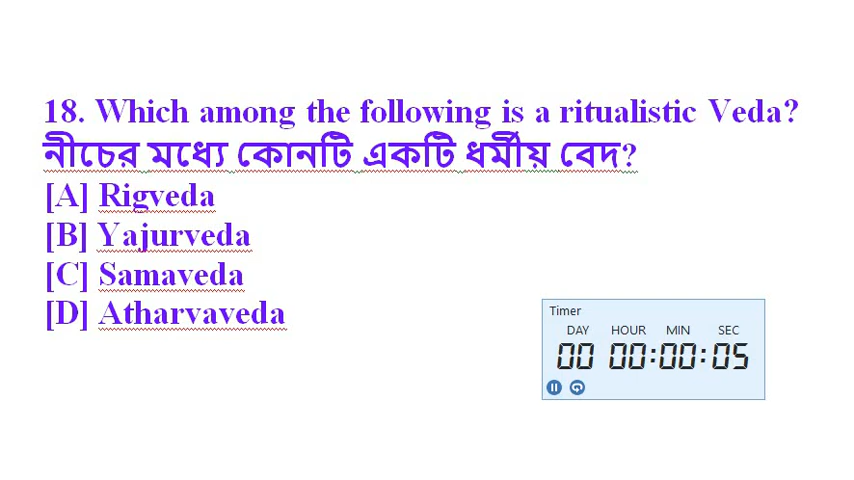 18. Which among the following is a ritualistic Veda?
নীচের মধ্যে কোনটি একটি ধর্মীয় বেদ?
[A] Rigveda
[B] Yajurveda
[C] Samaveda
[D] Atharvaveda
Timer
DAY HOUR MIN SEC
00 00:00:05